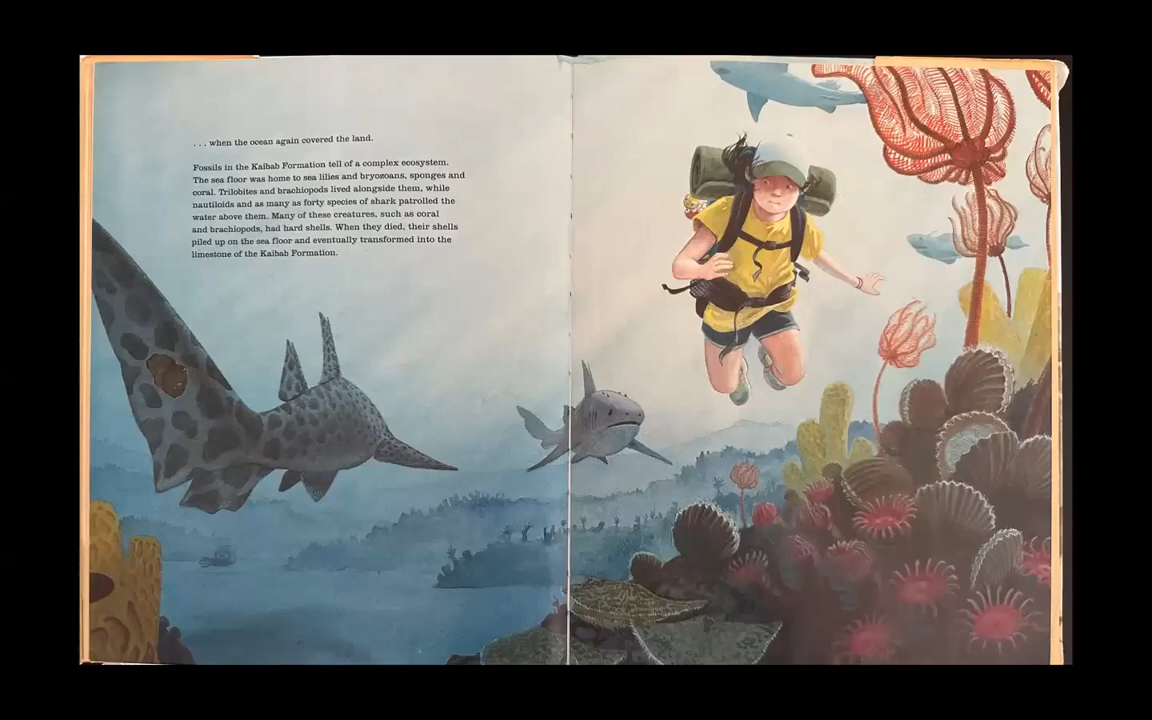 . . . when the ocean again covered the land.
Fossils in the Kaibab Formation tell of a complex ecosystem.
The sea floor was home to sea lilies and bryozoans, sponges and
coral. Trilobites and brachiopods lived alongside them, while
nautiloids and as many as forty species of shark patrolled the
water above them. Many of these creatures, such as coral
and brachiopods, had hard shells. When they died, their shells
piled up on the sea floor and eventually transformed into the
limestone of the Kaibab Formation.